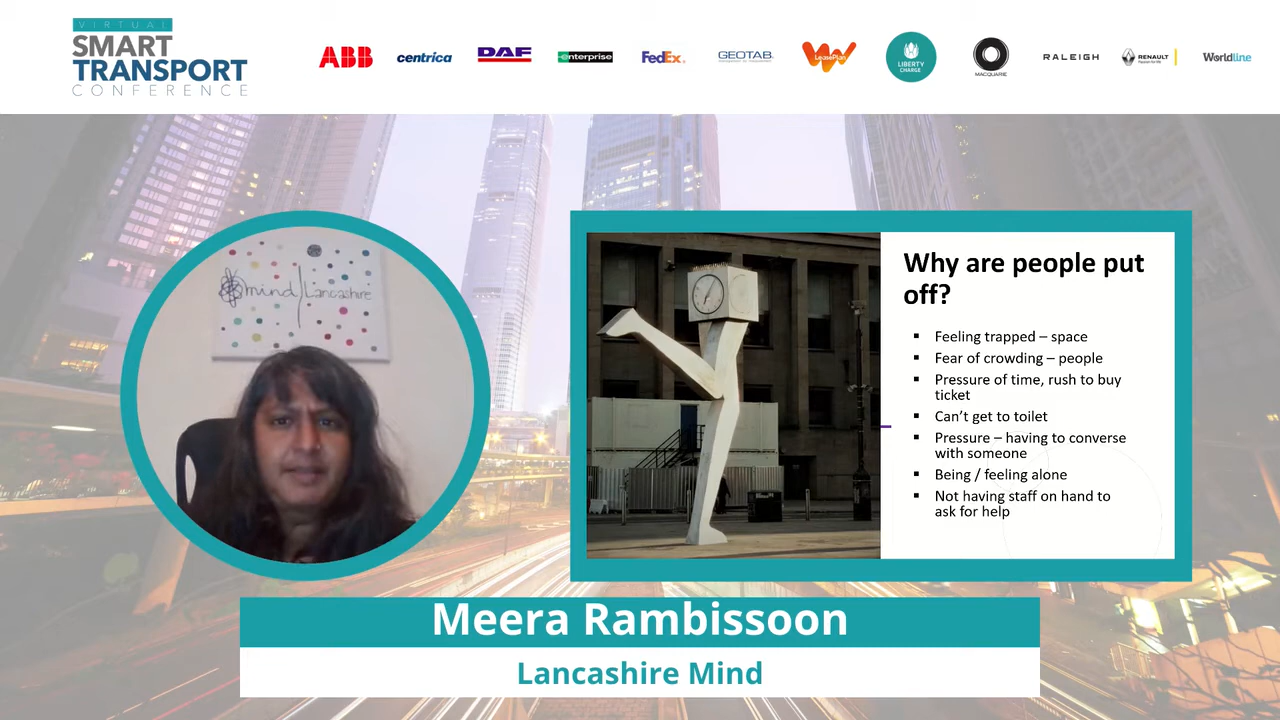 VIRTUAL
SMART
TRANSPORT
CONFERENCE
ABB
centrica
DAF
enterprise
FedEx
GEOTAB
LeasePlan
LIBERTY
CHARGE
MACQUARIE
RALEIGH
RENAULT
Worldline
mind Lancashire
Why are people put
off?
▪ Feeling trapped – space
▪ Fear of crowding – people
▪ Pressure of time, rush to buy
ticket
▪ Can’t get to toilet
▪ Pressure – having to converse
with someone
▪ Being / feeling alone
▪ Not having staff on hand to
ask for help
Meera Rambissoon
Lancashire Mind